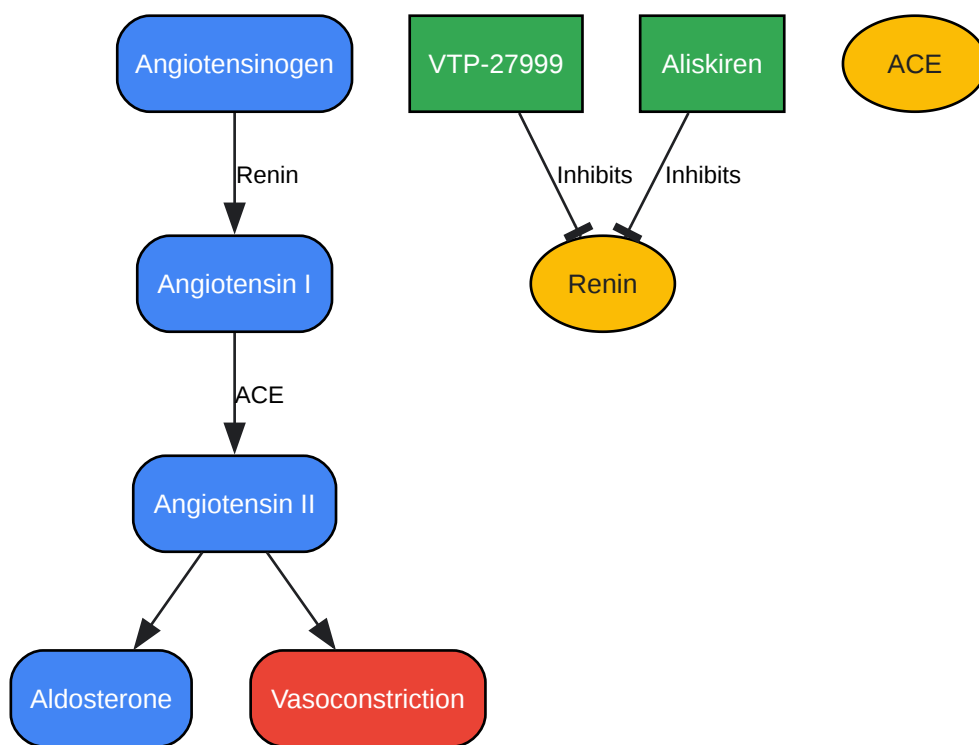 Angiotensinogen
VTP-27999
Aliskiren
ACE
Renin
Inhibits
Inhibits
Angiotensin I
Renin
ACE
Angiotensin II
Aldosterone
Vasoconstriction